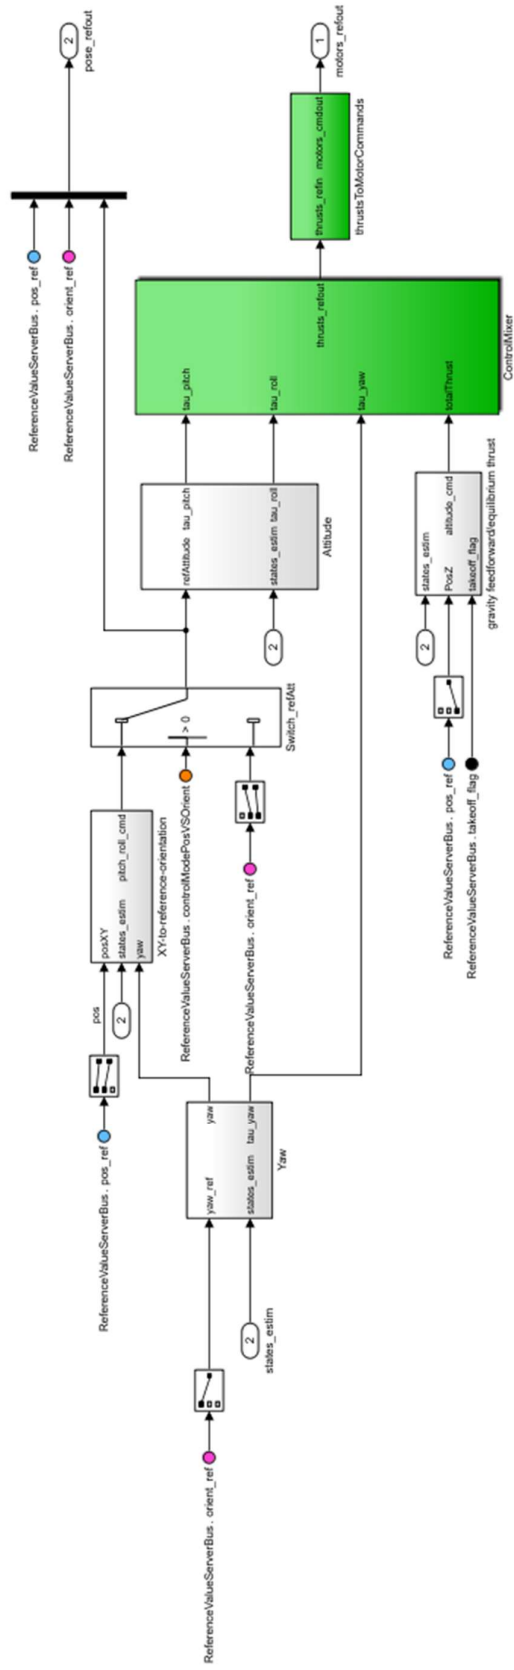 ReferenceValueServerBus . pos_ref
ReferenceValueServerBus . orient_ref
2
pose_refout
ReferenceValueServerBus . pos_ref
pos
2
posXY
states_estim
yaw
pitch_roll_cmd
XY-to-reference-orientation
ReferenceValueServerBus . controlModePosVSOrient
> 0
Switch_refAtt
ReferenceValueServerBus . orient_ref
2
refAttitude
states_estim
tau_pitch
tau_roll
Attitude
ReferenceValueServerBus . orient_ref
2
states_estim
yaw_ref
states_estim
yaw
tau_yaw
Yaw
ReferenceValueServerBus . pos_ref
ReferenceValueServerBus . takeoff_flag
2
states_estim
PosZ
takeoff_flag
altitude_cmd
gravity feedforward/equilibrium thrust
tau_pitch
tau_roll
tau_yaw
totalThrust
thrusts_refout
ControlMixer
thrusts_refin
motors_cmdout
thrustsToMotorCommands
1
motors_refout